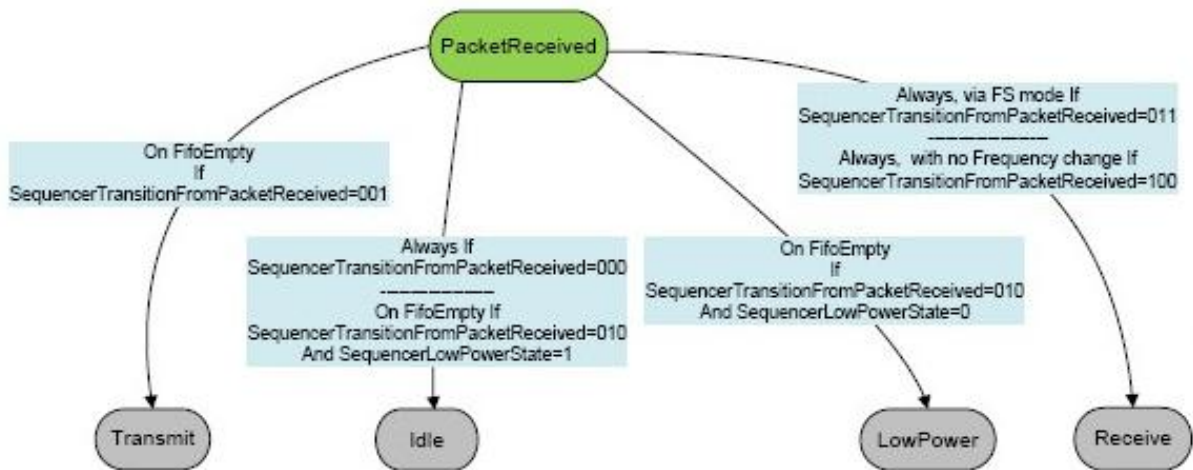 PacketReceived
Always, via FS mode If
SequencerTransitionFromPacketReceived=011
--------------------
Always, with no Frequency change If
SequencerTransitionFromPacketReceived=100
On FifoEmpty
If
SequencerTransitionFromPacketReceived=001
Always If
SequencerTransitionFromPacketReceived=000
--------------------
On FifoEmpty If
SequencerTransitionFromPacketReceived=010
And SequencerLowPowerState=1
On FifoEmpty
If
SequencerTransitionFromPacketReceived=010
And SequencerLowPowerState=0
Transmit
Idle
LowPower
Receive